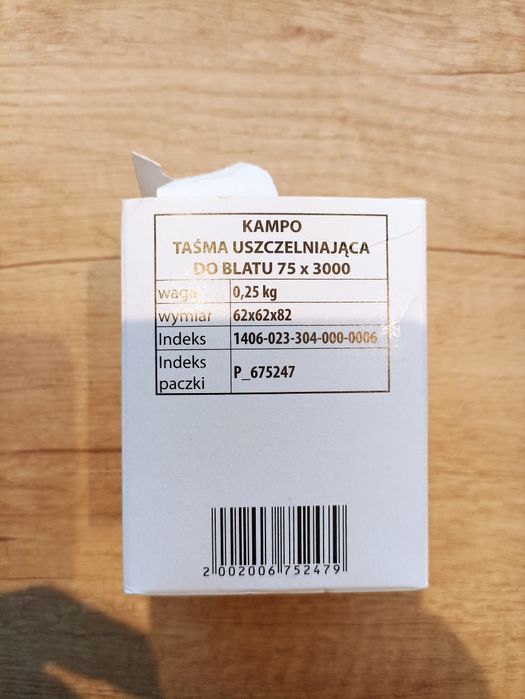 KAMPO
TAŚMA USZCZELNIAJĄCA
DO BLATU 75 x 3000
waga 0,25 kg
wymiar 62x62x82
Indeks 1406-023-304-000-0006
Indeks paczki P_675247
2 002006 752479